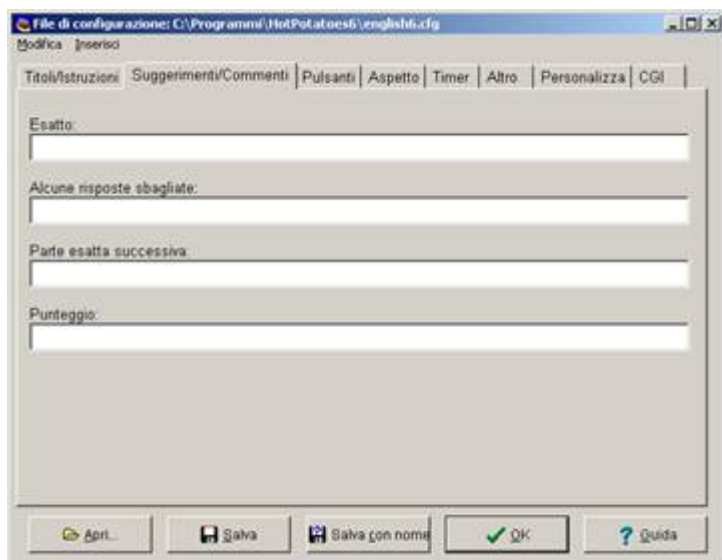 File di configurazione: C:\Programmi\HotPotatoes6\english6.cfg
Modifica Inserisci
Titoli/Istruzioni Suggerimenti/Commenti Pulsanti Aspetto Timer Altro Personalizza CGI
Esatto:
Alcune risposte sbagliate:
Parte esatta successiva:
Punteggio:
Apri... Salva Salva con nome OK Guida